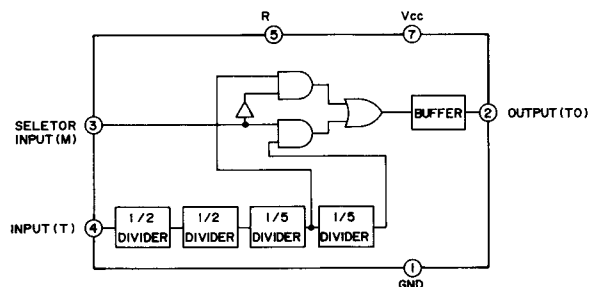 R
5
Vcc
7
SELETOR
INPUT(M)
3
BUFFER
2
OUTPUT(TO)
INPUT(T)
4
1/2
DIVIDER
1/2
DIVIDER
1/5
DIVIDER
1/5
DIVIDER
1
GND